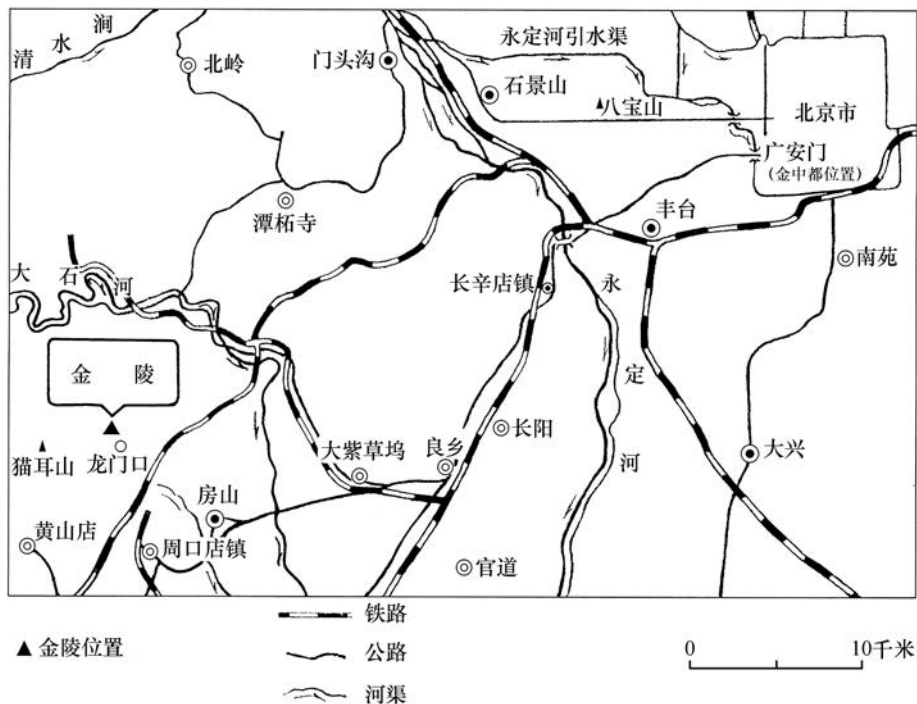 清水涧
北岭
门头沟
永定河引水渠
石景山
八宝山
北京市
广安门
(金中都位置)
潭柘寺
丰台
南苑
大石河
长辛店镇
永定河
金陵
猫耳山
龙门口
大紫草坞
良乡
长阳
大兴
房山
黄山店
周口店镇
官道
铁路
▲金陵位置
公路
河渠
0
10千米